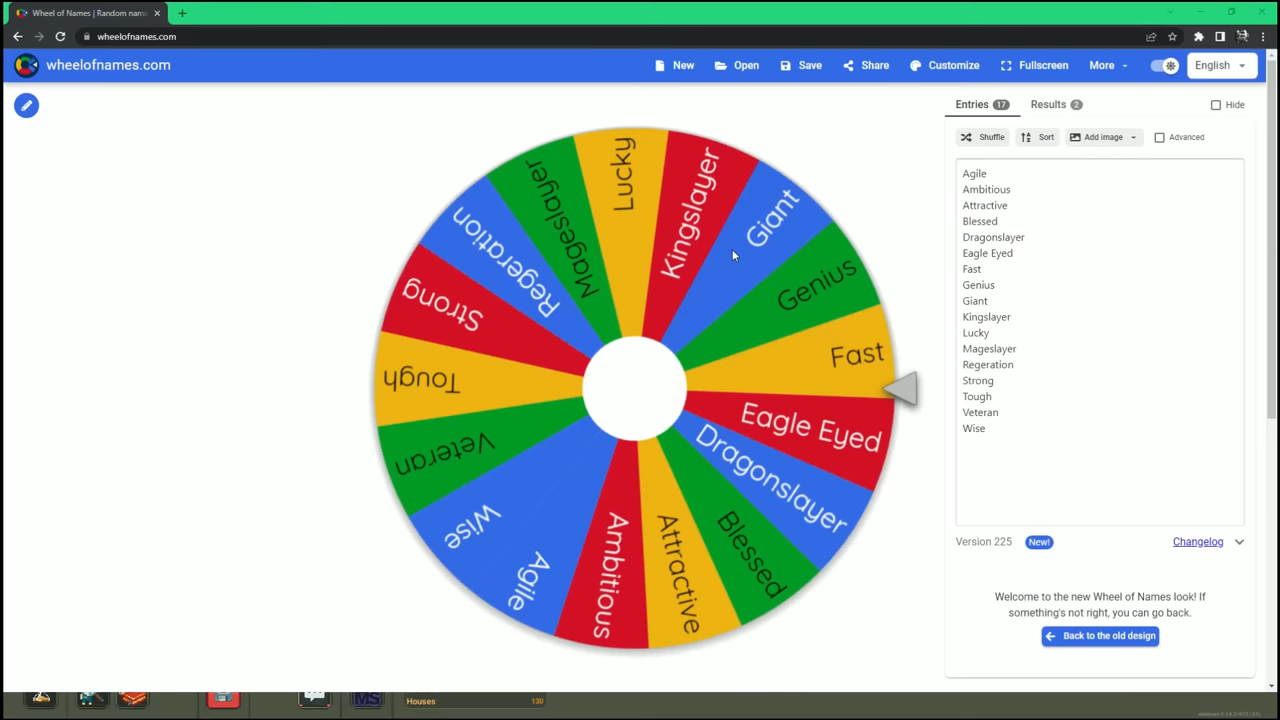 Wheel of Names | Random nam
wheelofnames.com
wheelofnames.com
New
Open
Save
Share
Customize
Fullscreen
More
English
Entries 17
Results 2
Hide
Shuffle
Sort
Add image
Advanced
Agile
Ambitious
Attractive
Blessed
Dragonslayer
Eagle Eyed
Fast
Genius
Giant
Kingslayer
Lucky
Mageslayer
Regeration
Strong
Tough
Veteran
Wise
Lucky
Kingslayer
Giant
Genius
Fast
Eagle Eyed
Dragonslayer
Blessed
Attractive
Ambitious
Agile
Wise
Veteran
Tough
Strong
Regeration
Mageslayer
Version 225
New!
Changelog
Welcome to the new Wheel of Names look! If
something's not right, you can go back.
Back to the old design
MS
Houses
130